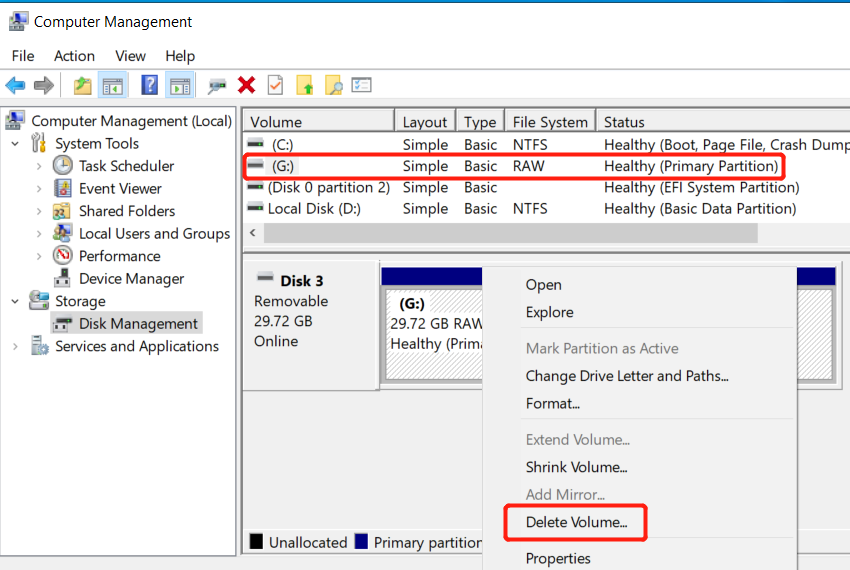 Computer Management
File Action View Help
Computer Management (Local)
System Tools
Task Scheduler
Event Viewer
Shared Folders
Local Users and Groups
Performance
Device Manager
Storage
Disk Management
Services and Applications
Volume Layout Type File System Status
(C:) Simple Basic NTFS Healthy (Boot, Page File, Crash Dump
(G:) Simple Basic RAW Healthy (Primary Partition)
(Disk 0 partition 2) Simple Basic Healthy (EFI System Partition)
Local Disk (D:) Simple Basic NTFS Healthy (Basic Data Partition)
Disk 3
Removable
29.72 GB
Online
(G:)
29.72 GB RAW
Healthy (Prima
Open
Explore
Mark Partition as Active
Change Drive Letter and Paths...
Format...
Extend Volume...
Shrink Volume...
Add Mirror...
Delete Volume...
Properties
Unallocated Primary partition